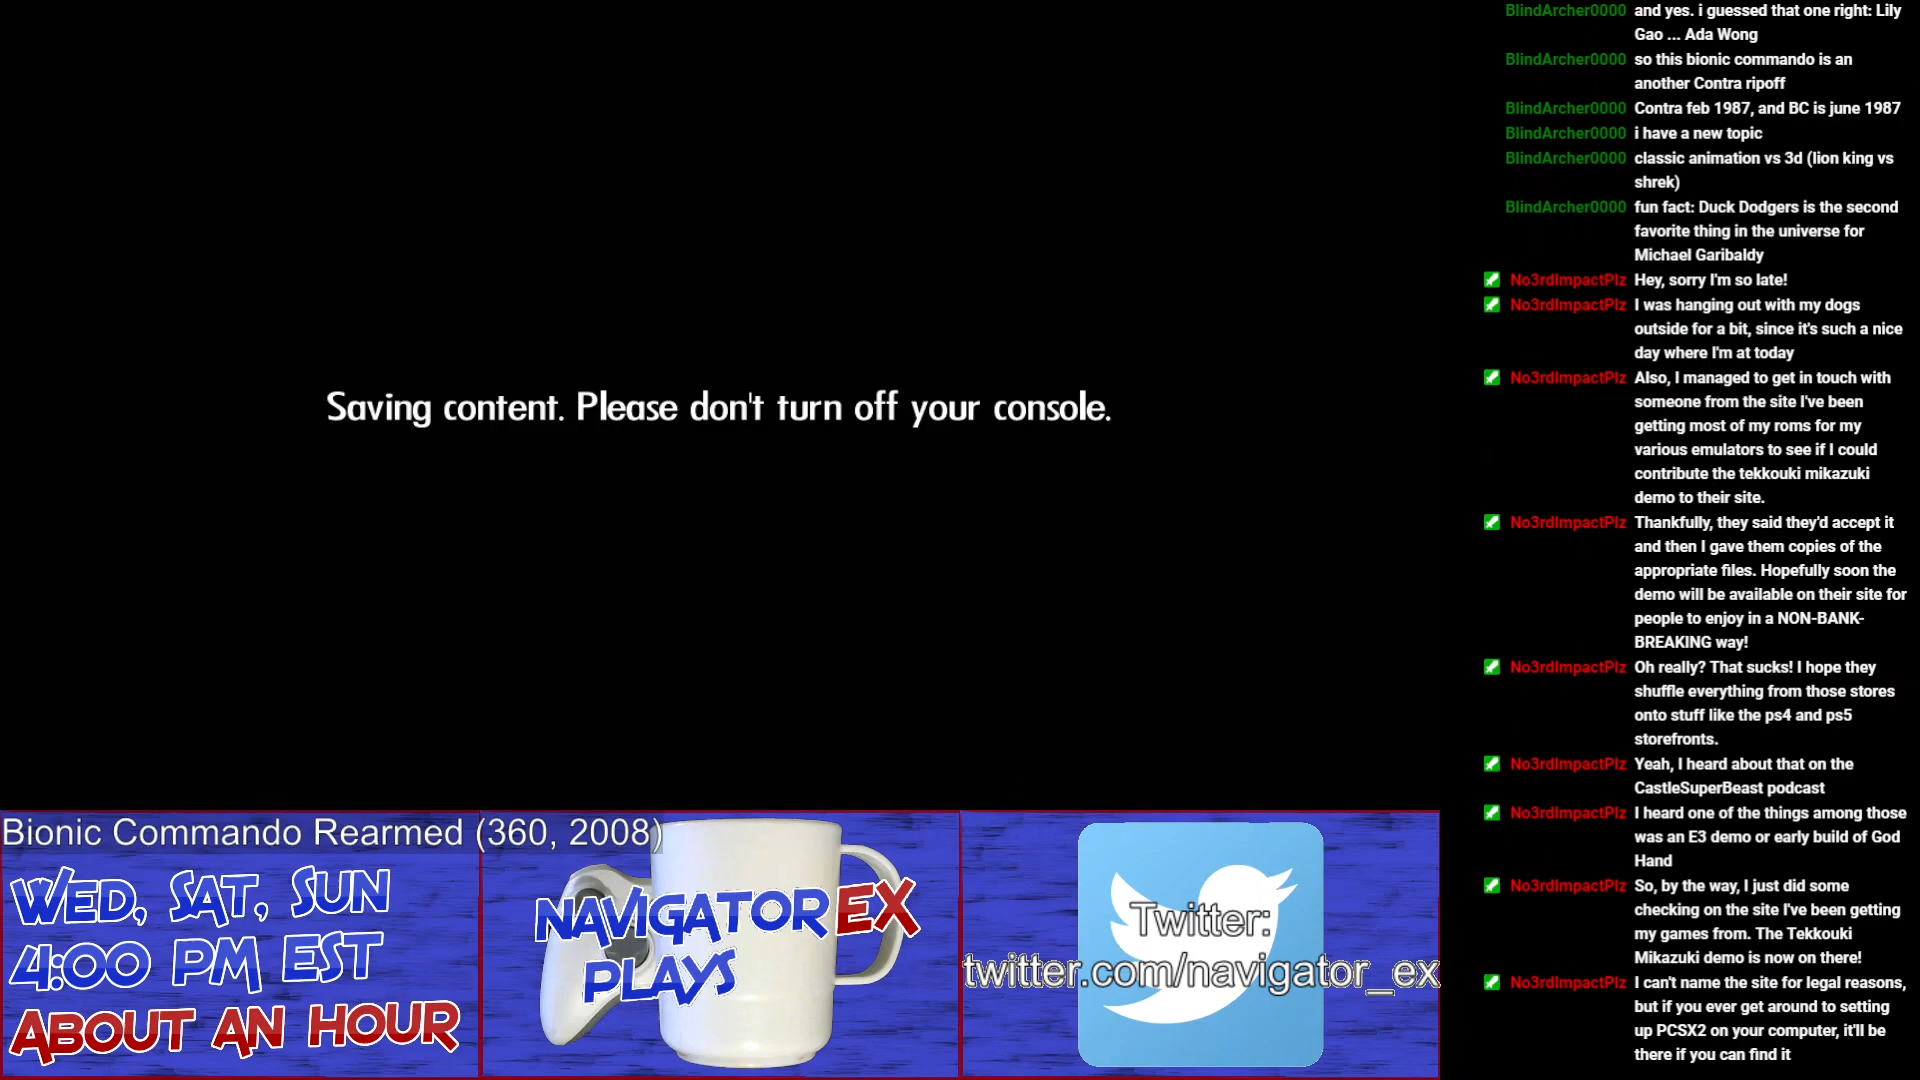 Saving content. Please don't turn off your console.
Bionic Commando Rearmed (360, 2008)
WED, SAT, SUN
4:00 PM EST
ABOUT AN HOUR
NAVIGATOR EX
PLAYS
Twitter:
twitter.com/navigator_ex
BlindArcher0000 and yes. i guessed that one right: Lily
Gao ... Ada Wong
BlindArcher0000 so this bionic commando is an
another Contra ripoff
BlindArcher0000 Contra feb 1987, and BC is june 1987
BlindArcher0000 i have a new topic
BlindArcher0000 classic animation vs 3d (lion king vs
shrek)
BlindArcher0000 fun fact: Duck Dodgers is the second
favorite thing in the universe for
Michael Garibaldy
No3rdImpactPlz Hey, sorry I'm so late!
No3rdImpactPlz I was hanging out with my dogs
outside for a bit, since it's such a nice
day where I'm at today
No3rdImpactPlz Also, I managed to get in touch with
someone from the site I've been
getting most of my roms for my
various emulators to see if I could
contribute the tekkouki mikazuki
demo to their site.
No3rdImpactPlz Thankfully, they said they'd accept it
and then I gave them copies of the
appropriate files. Hopefully soon the
demo will be available on their site for
people to enjoy in a NON-BANK-
BREAKING way!
No3rdImpactPlz Oh really? That sucks! I hope they
shuffle everything from those stores
onto stuff like the ps4 and ps5
storefronts.
No3rdImpactPlz Yeah, I heard about that on the
CastleSuperBeast podcast
No3rdImpactPlz I heard one of the things among those
was an E3 demo or early build of God
Hand
No3rdImpactPlz So, by the way, I just did some
checking on the site I've been getting
my games from. The Tekkouki
Mikazuki demo is now on there!
No3rdImpactPlz I can't name the site for legal reasons,
but if you ever get around to setting
up PCSX2 on your computer, it'll be
there if you can find it